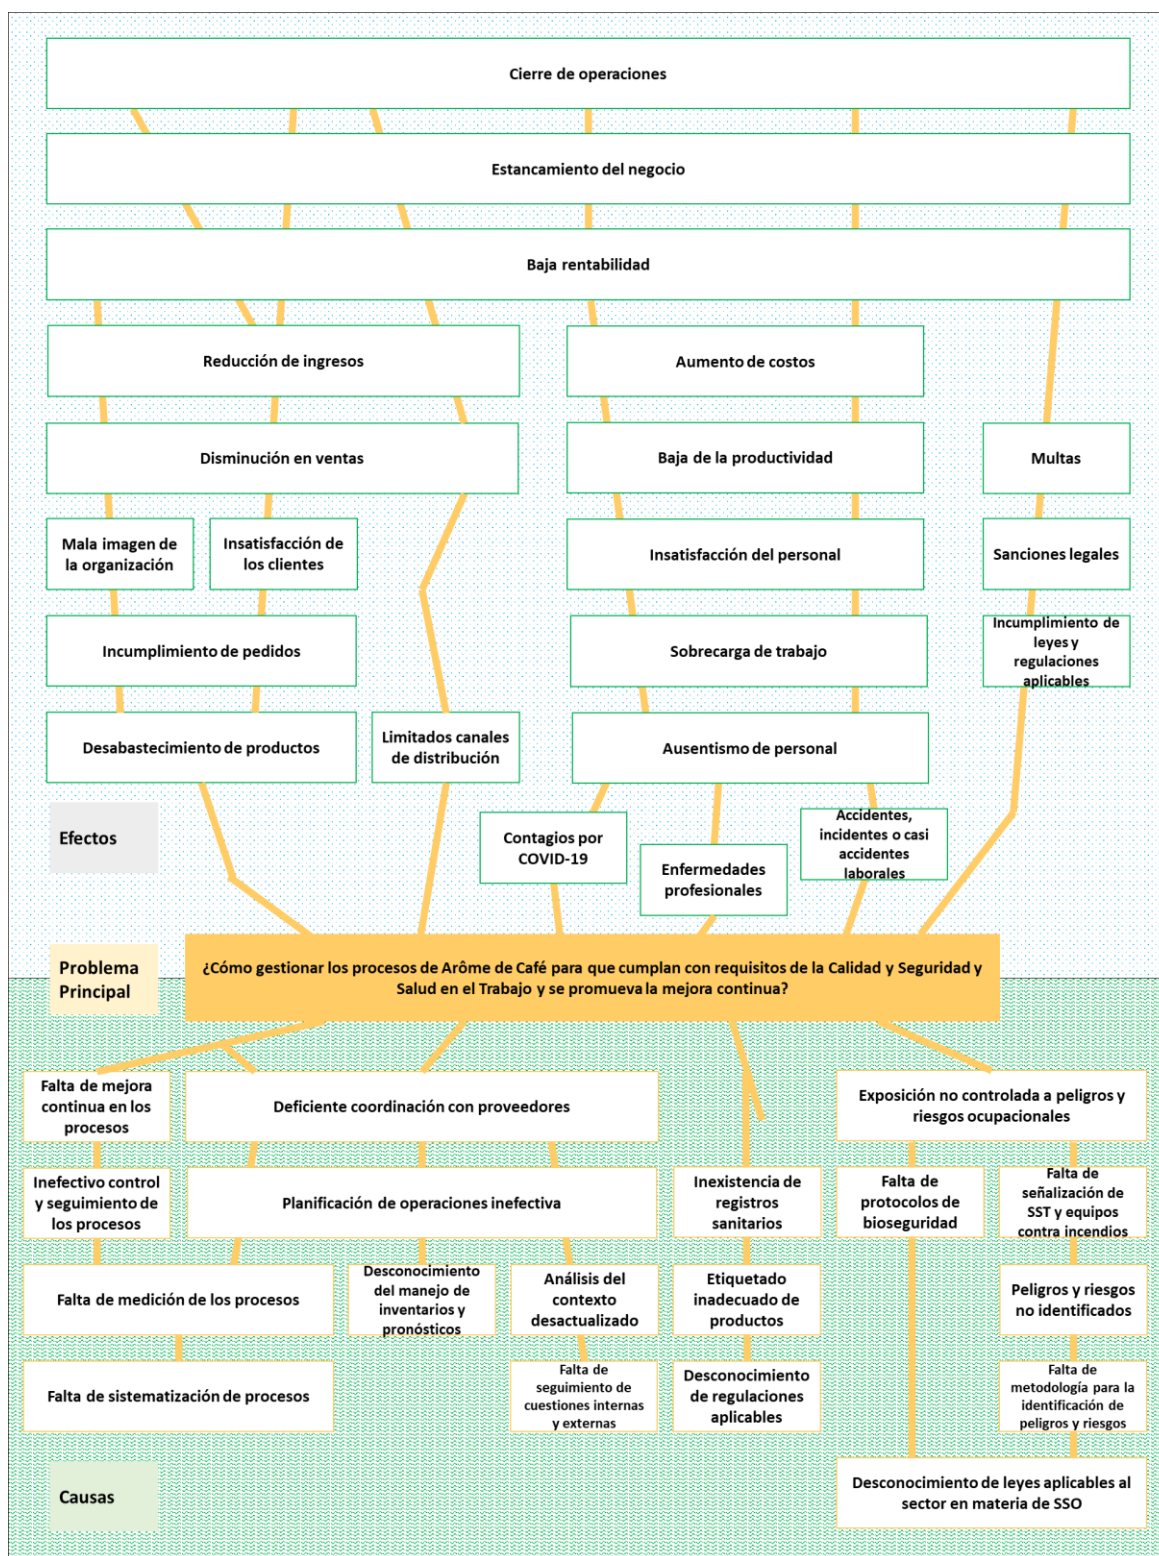 Cierre de operaciones
Estancamiento del negocio
Baja rentabilidad
Reducción de ingresos
Aumento de costos
Disminución en ventas
Baja de la productividad
Multas
Mala imagen de
la organización
Insatisfacción de
los clientes
Insatisfacción del personal
Sanciones legales
Incumplimiento de pedidos
Sobrecarga de trabajo
Incumplimiento de
leyes y
regulaciones
aplicables
Desabastecimiento de productos
Limitados canales
de distribución
Ausentismo de personal
Efectos
Contagios por
COVID-19
Enfermedades
profesionales
Accidentes,
incidentes o casi
accidentes
laborales
Problema
Principal
¿Cómo gestionar los procesos de Arôme de Café para que cumplan con requisitos de la Calidad y Seguridad y
Salud en el Trabajo y se promueva la mejora continua?
Falta de mejora
continua en los
procesos
Deficiente coordinación con proveedores
Exposición no controlada a peligros y
riesgos ocupacionales
Inefectivo control
y seguimiento de
los procesos
Planificación de operaciones inefectiva
Inexistencia de
registros
sanitarios
Falta de
protocolos de
bioseguridad
Falta de
señalización de
SST y equipos
contra incendios
Falta de medición de los procesos
Desconocimiento
del manejo de
inventarios y
pronósticos
Análisis del
contexto
desactualizado
Etiquetado
inadecuado de
productos
Peligros y riesgos
no identificados
Falta de sistematización de procesos
Falta de
seguimiento de
cuestiones internas
y externas
Desconocimiento
de regulaciones
aplicables
Falta de
metodología para la
identificación de
peligros y riesgos
Causas
Desconocimiento de leyes aplicables al
sector en materia de SSO